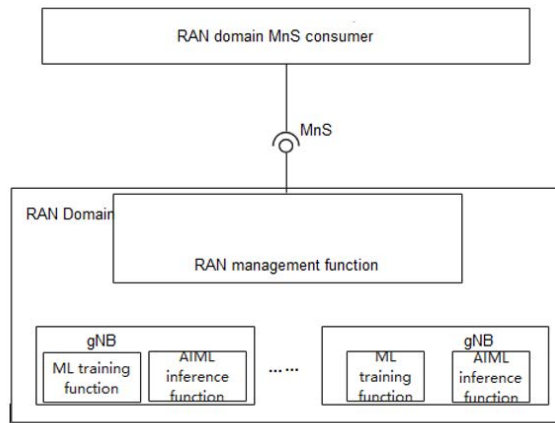 RAN domain MnS consumer
MnS
RAN Domain
RAN management function
gNB
ML training
function
AIML
inference
function
... ...
gNB
ML
training
function
AIML
inference
function